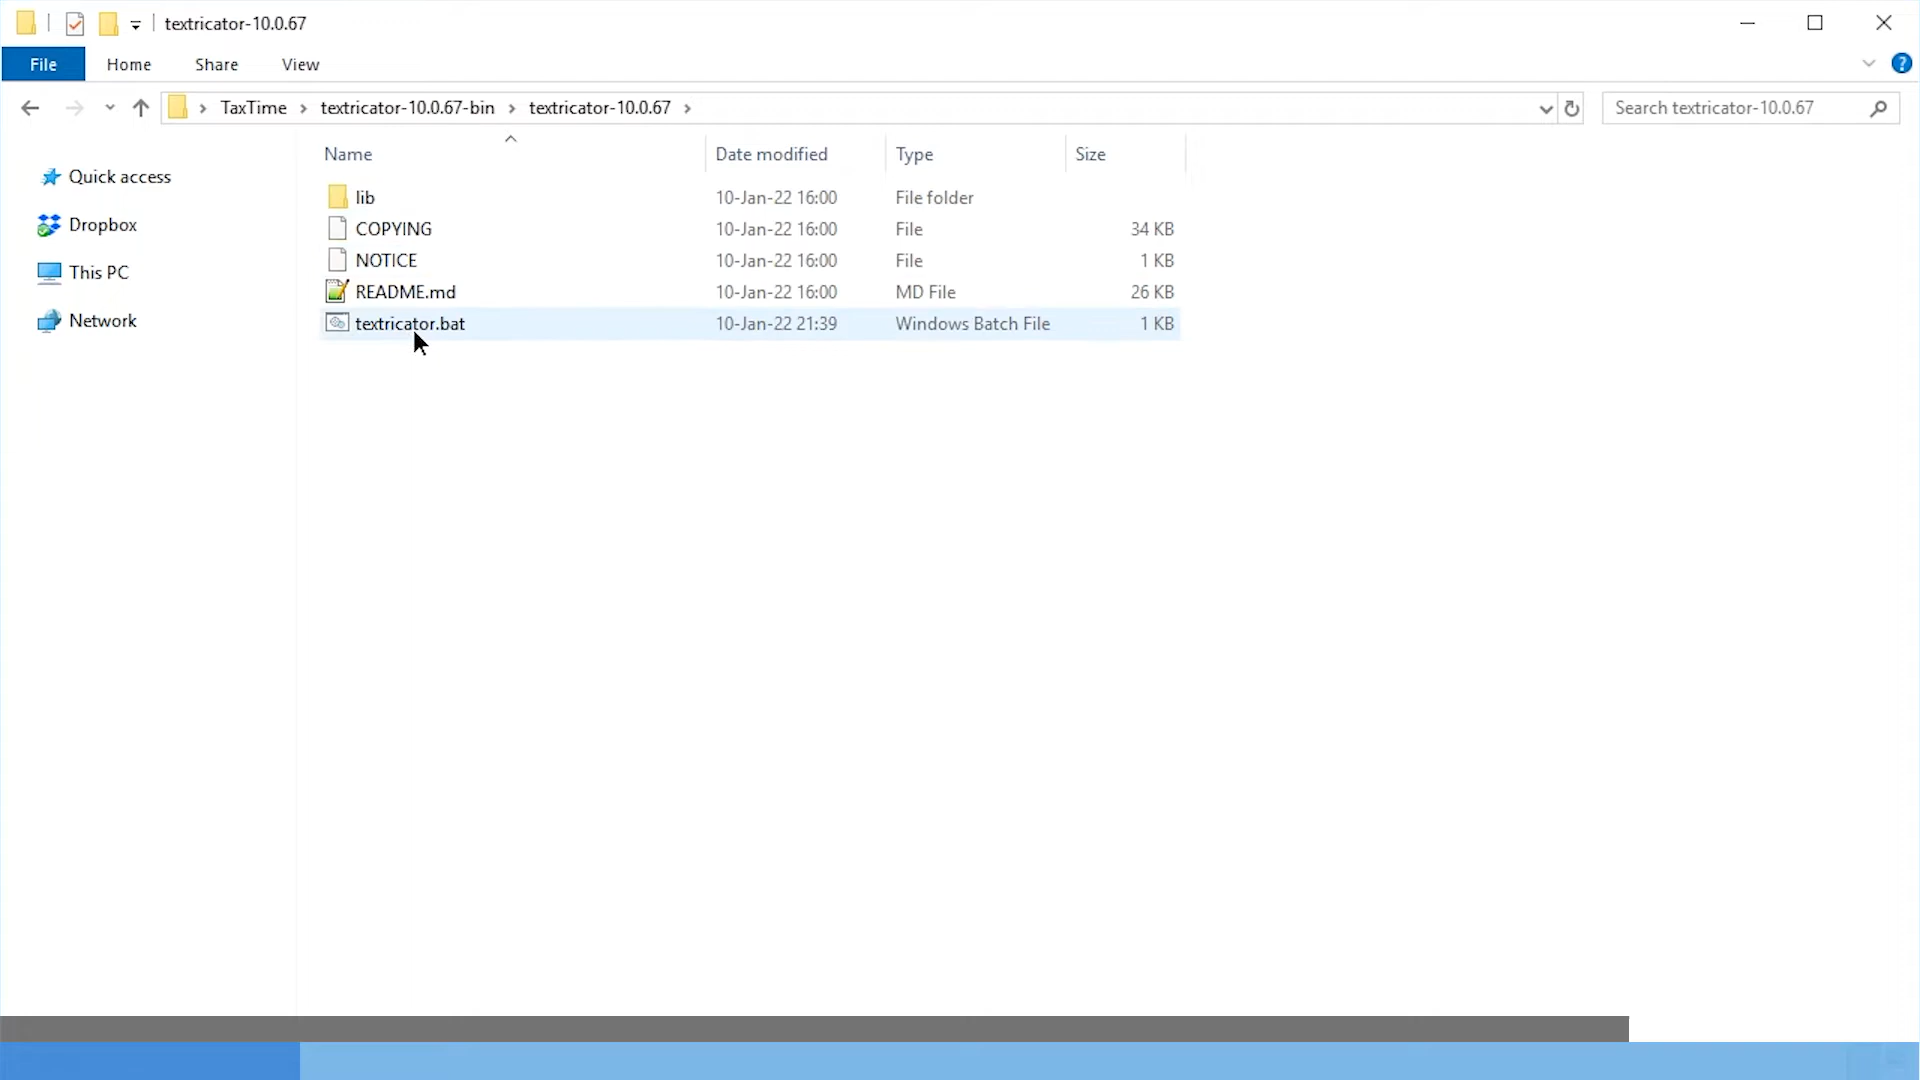 textricator-10.0.67
File Home Share View
TaxTime textricator-10.0.67-bin textricator-10.0.67 Search textricator-10.0.67
Name Date modified Type Size
Quick access
Dropbox
This PC
Network
lib 10-Jan-22 16:00 File folder
COPYING 10-Jan-22 16:00 File 34 KB
NOTICE 10-Jan-22 16:00 File 1 KB
README.md 10-Jan-22 16:00 MD File 26 KB
textricator.bat 10-Jan-22 21:39 Windows Batch File 1 KB